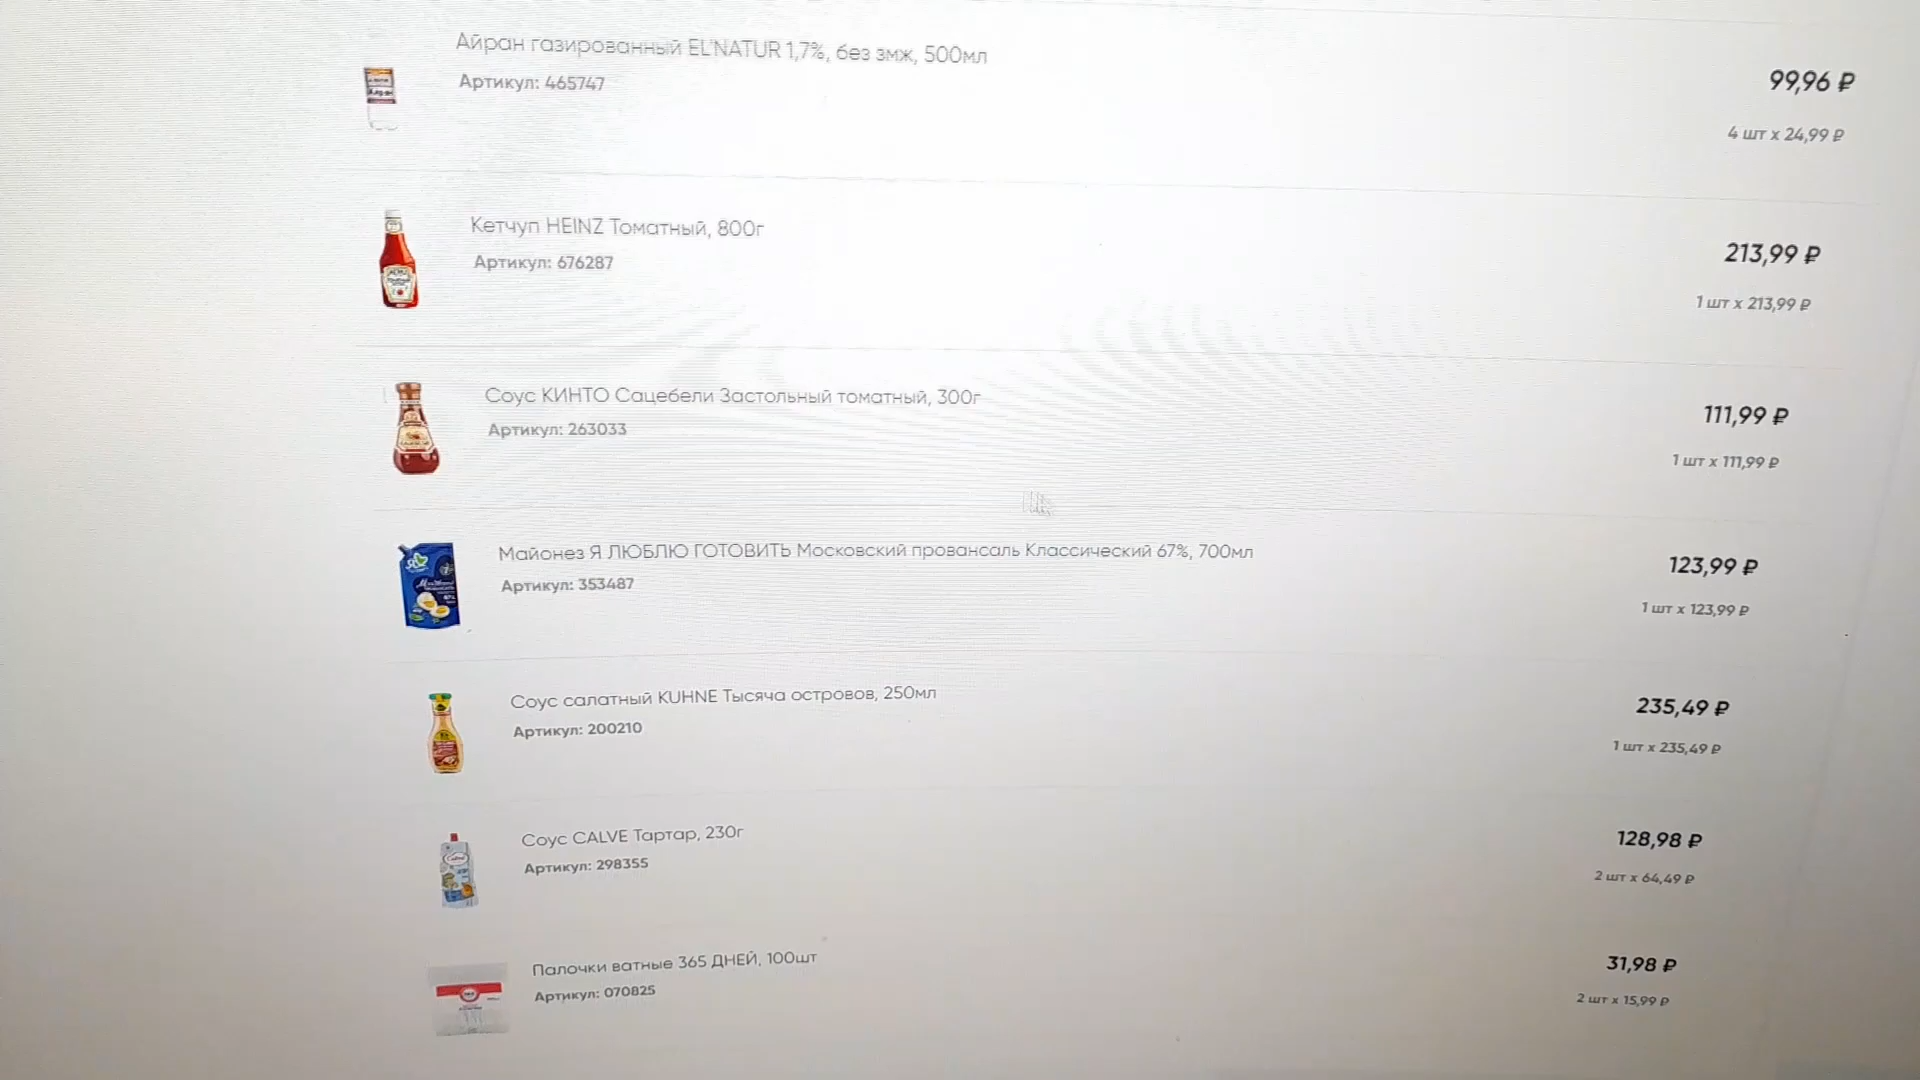 Айран газированный EL'NATUR 1,7%, без змж, 500мл
Артикул: 465747
99,96 ₽
4 шт x 24,99 ₽
Кетчуп HEINZ Томатный, 800г
Артикул: 676287
213,99 ₽
1 шт x 213,99 ₽
Соус КИНТО Сацебели Застольный томатный, 300г
Артикул: 263033
111,99 ₽
1 шт x 111,99 ₽
Майонез Я ЛЮБЛЮ ГОТОВИТЬ Московский провансаль Классический 67%, 700мл
Артикул: 353487
123,99 ₽
1 шт x 123,99 ₽
Соус салатный KUHNE Тысяча островов, 250мл
Артикул: 200210
235,49 ₽
1 шт x 235,49 ₽
Соус CALVE Тартар, 230г
Артикул: 298355
128,98 ₽
2 шт x 64,49 ₽
Палочки ватные 365 ДНЕЙ, 100шт
Артикул: 070825
31,98 ₽
2 шт x 15,99 ₽